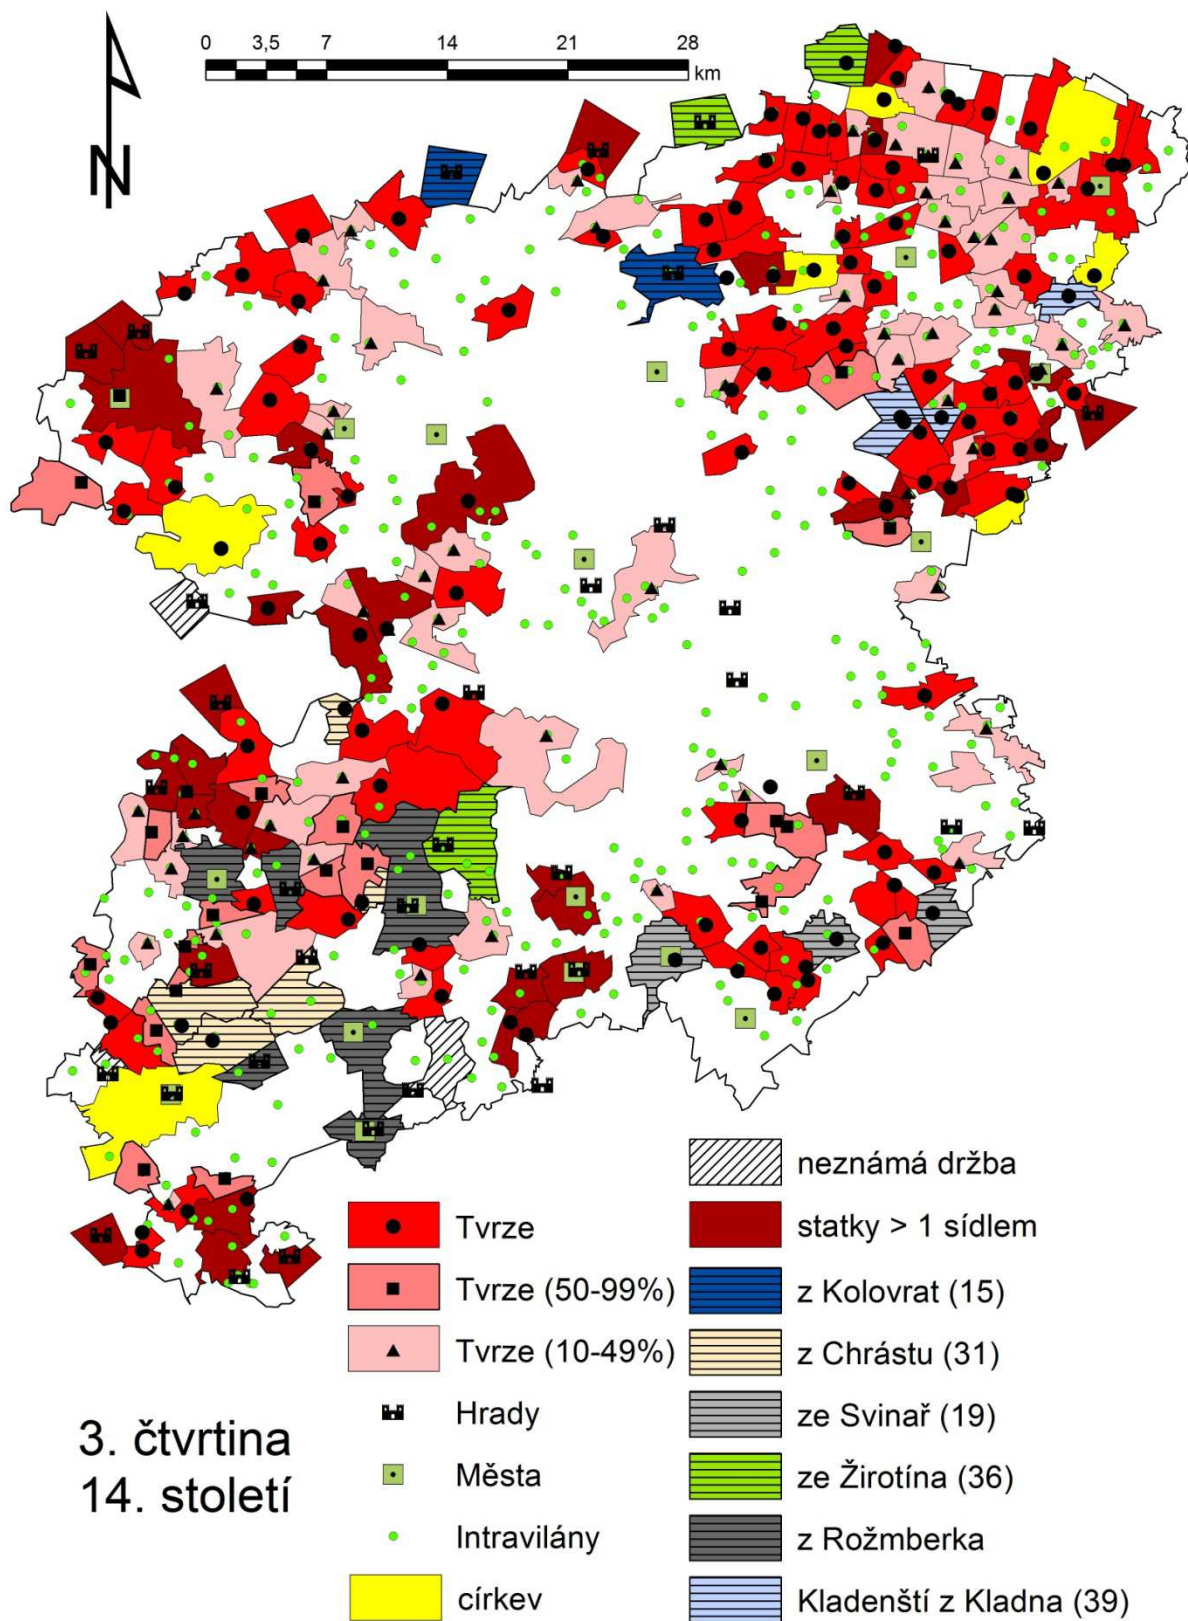 0 3,5 7 14 21 28
km
N
neznámá držba
Tvrze
statky > 1 sídlem
Tvrze (50-99%)
z Kolovrat (15)
Tvrze (10-49%)
z Chrástu (31)
Hrady
ze Svinař (19)
3. čtvrtina
14. století
Města
ze Žirotína (36)
Intravilány
z Rožmberka
církev
Kladenští z Kladna (39)